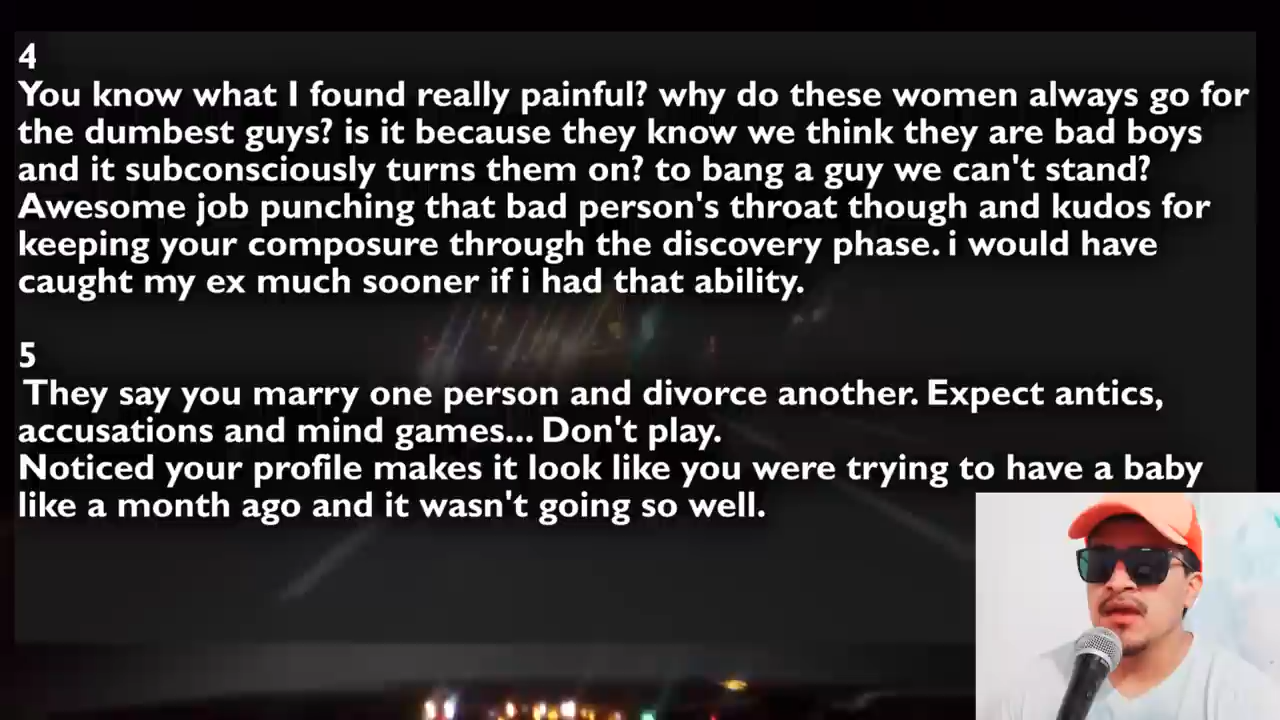 4
You know what I found really painful? why do these women always go for
the dumbest guys? is it because they know we think they are bad boys
and it subconsciously turns them on? to bang a guy we can't stand?
Awesome job punching that bad person's throat though and kudos for
keeping your composure through the discovery phase. i would have
caught my ex much sooner if i had that ability.
5
They say you marry one person and divorce another. Expect antics,
accusations and mind games... Don't play.
Noticed your profile makes it look like you were trying to have a baby
like a month ago and it wasn't going so well.